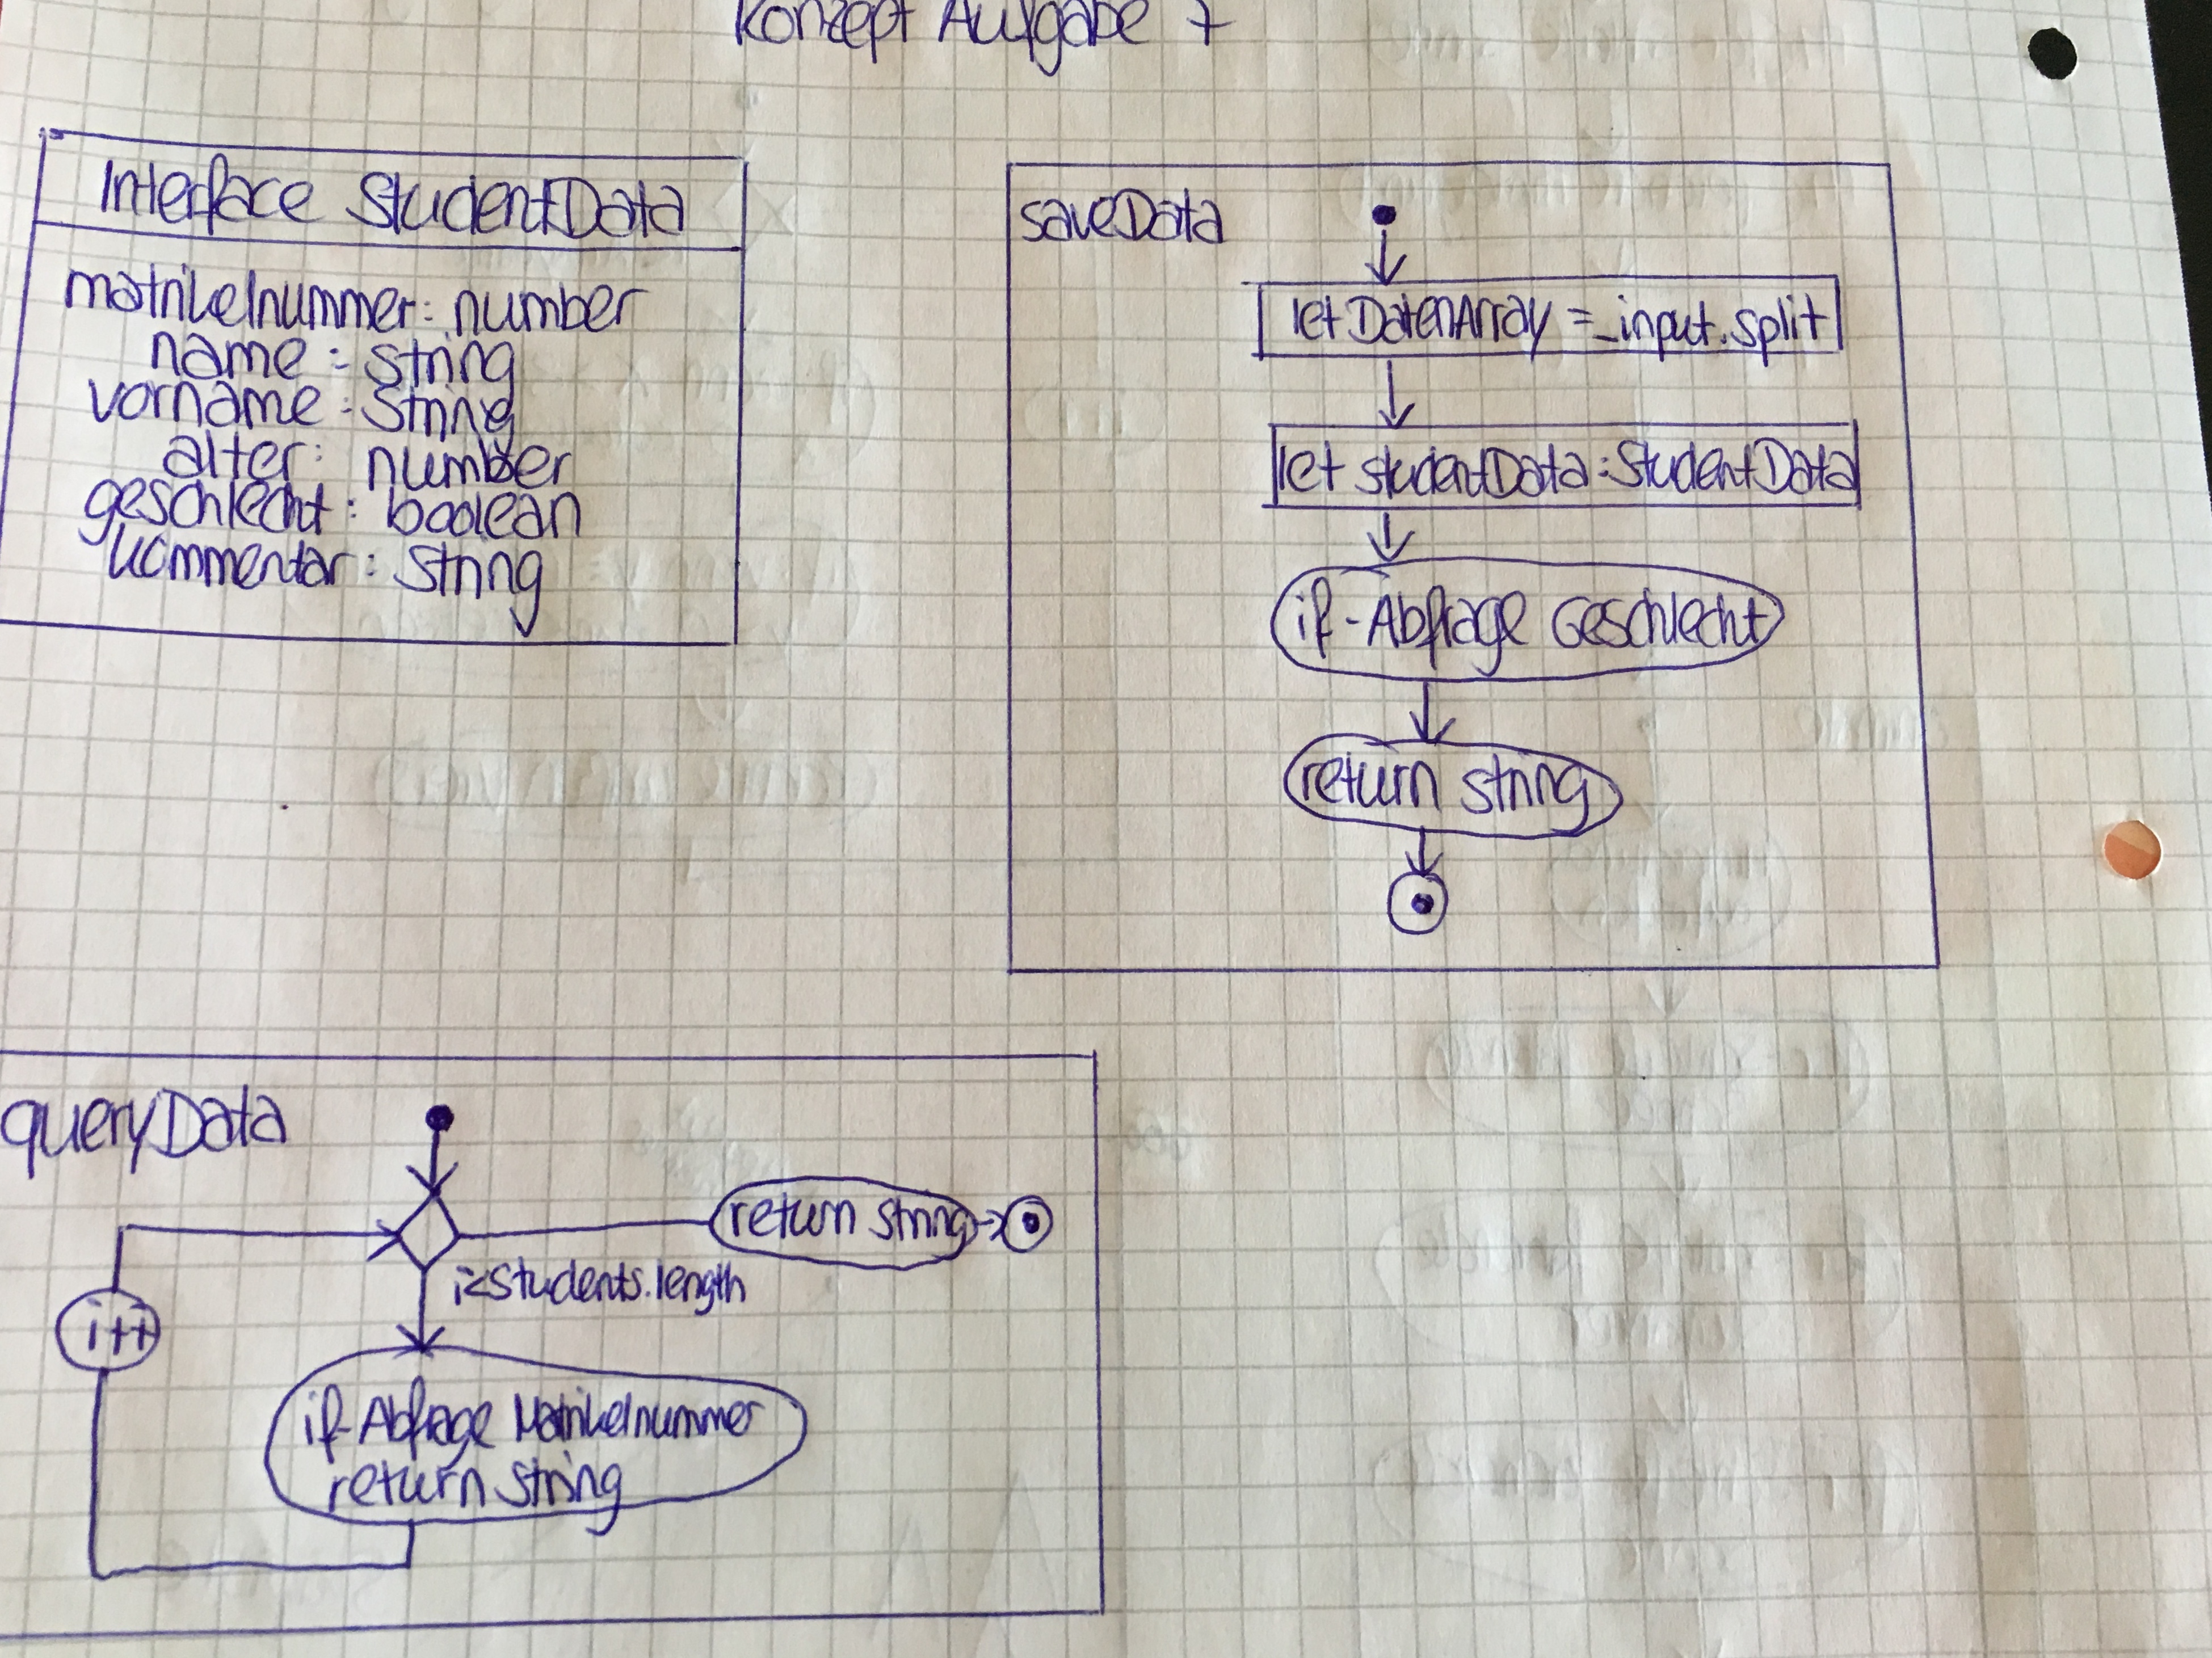 Konzept Aufgabe 7
Interface StudentData
matrikelnummer: number
name: string
vorname: string
alter: number
geschlecht: boolean
kommentar: string
saveData
let DatenArray = _input.split
let studentData: StudentData
if-Abfrage Geschlecht
return string
queryData
return string
i<students.length
i++
if-Abfrage Matrikelnummer
return string